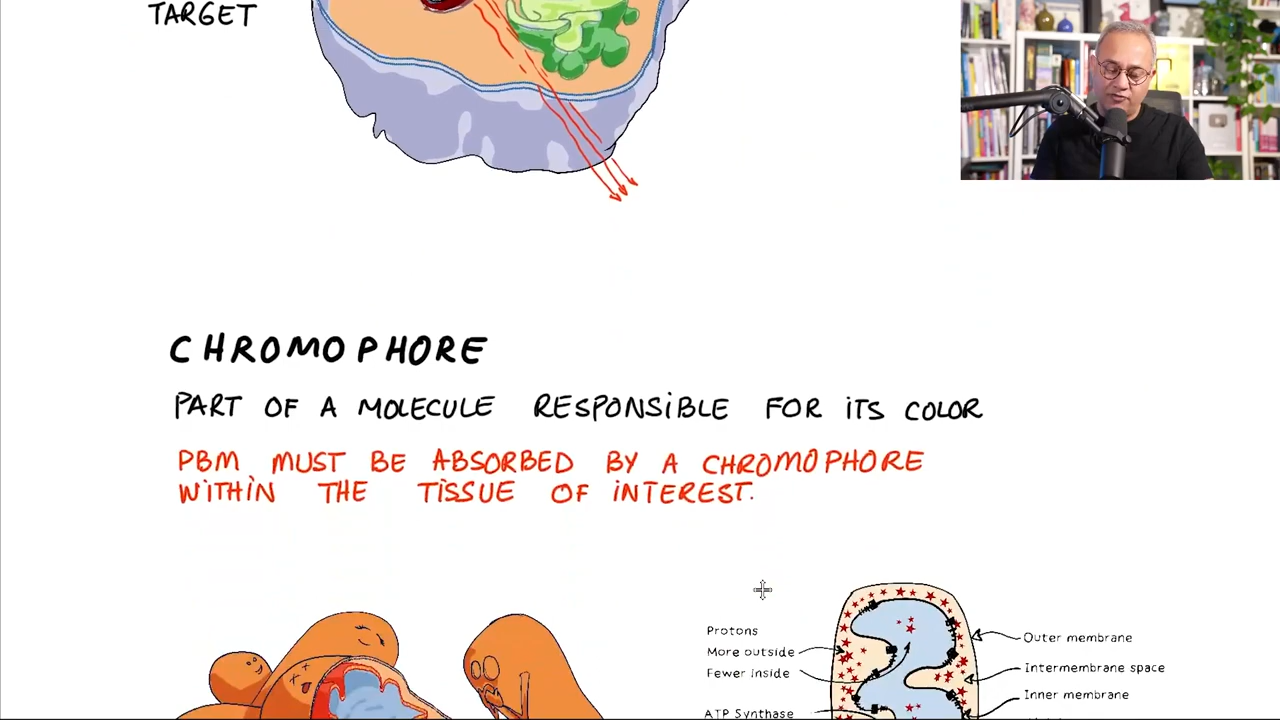 TARGET
CHROMOPHORE
PART OF A MOLECULE RESPONSIBLE FOR ITS COLOR
PBM MUST BE ABSORBED BY A CHROMOPHORE
WITHIN THE TISSUE OF INTEREST.
Protons
More outside
Fewer inside
ATP Synthase
Outer membrane
Intermembrane space
Inner membrane